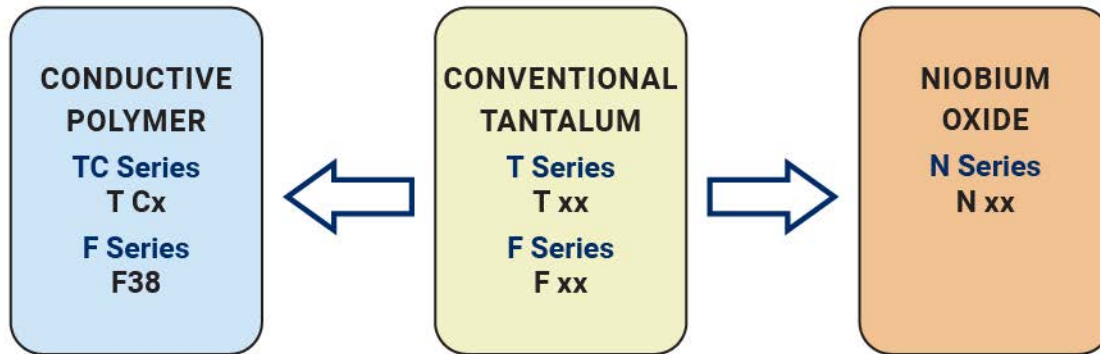 CONDUCTIVE
POLYMER
TC Series
T Cx
F Series
F38
CONVENTIONAL
TANTALUM
T Series
T xx
F Series
F xx
NIOBIUM
OXIDE
N Series
N xx